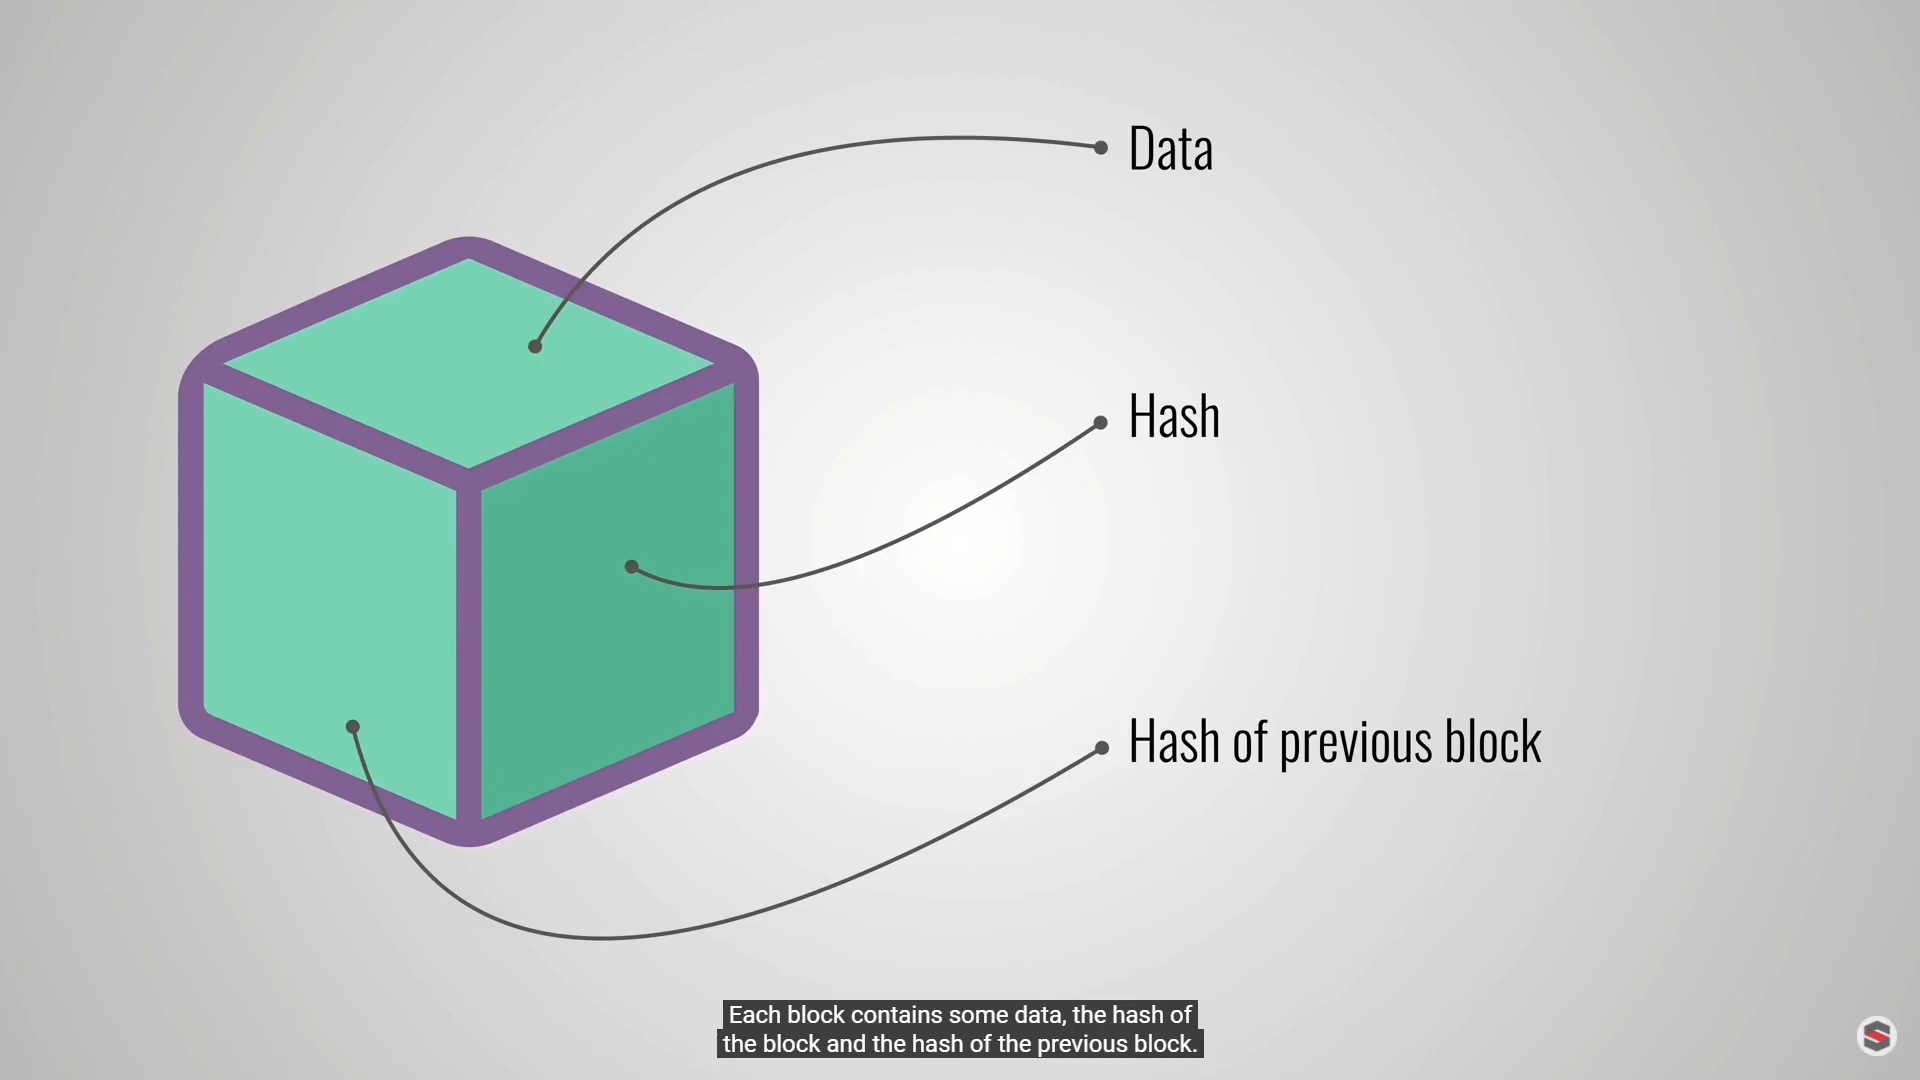 Data
Hash
Hash of previous block
Each block contains some data, the hash of
the block and the hash of the previous block.